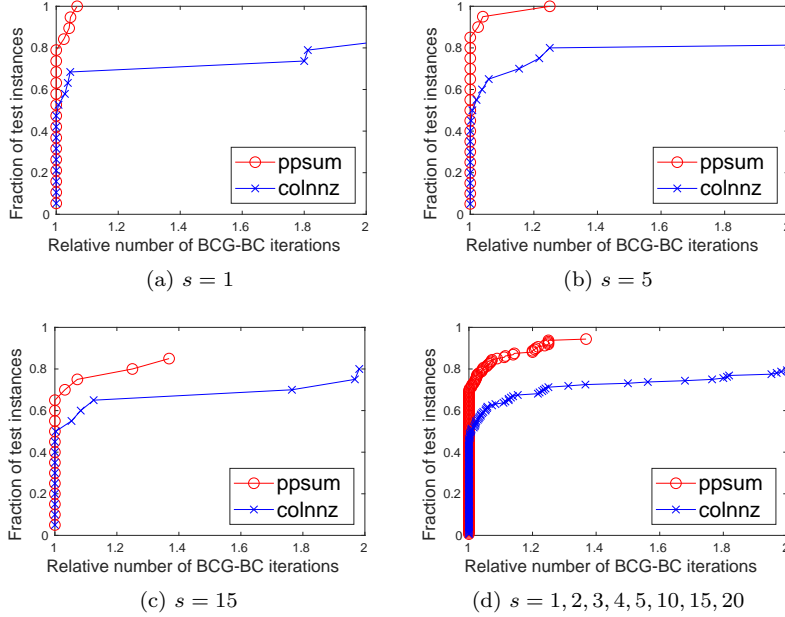 1
0.8
0.6
0.4
0.2
0
Fraction of test instances
ppsum
colnnz
1 1.2 1.4 1.6 1.8 2
Relative number of BCG-BC iterations
(a) s = 1
1
0.8
0.6
0.4
0.2
0
Fraction of test instances
ppsum
colnnz
1 1.2 1.4 1.6 1.8 2
Relative number of BCG-BC iterations
(b) s = 5
1
0.8
0.6
0.4
0.2
0
Fraction of test instances
ppsum
colnnz
1 1.2 1.4 1.6 1.8 2
Relative number of BCG-BC iterations
(c) s = 15
1
0.8
0.6
0.4
0.2
0
Fraction of test instances
ppsum
colnnz
1 1.2 1.4 1.6 1.8 2
Relative number of BCG-BC iterations
(d) s = 1, 2, 3, 4, 5, 10, 15, 20